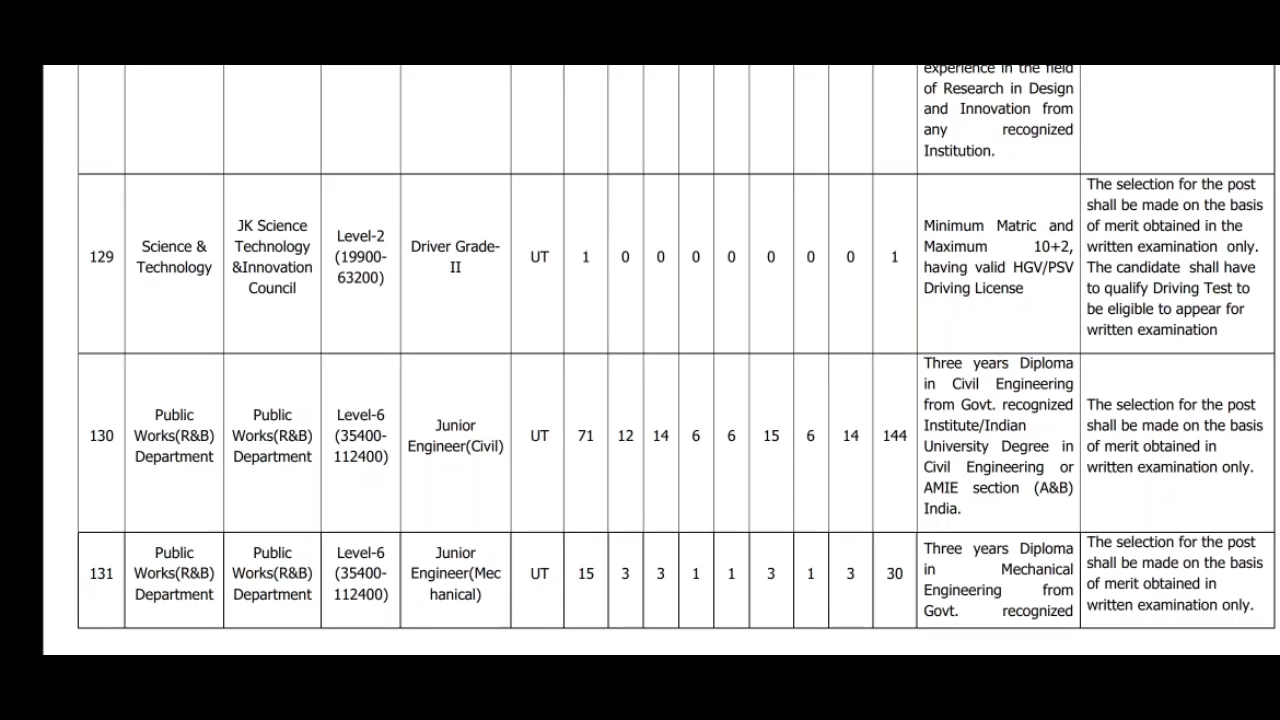 experience in the field
of Research in Design
and Innovation from
any recognized
Institution.
129
Science &
Technology
JK Science
Technology
&Innovation
Council
Level-2
(19900-
63200)
Driver Grade-
II
UT
1
0
0
0
0
0
0
0
1
Minimum Matric and
Maximum 10+2,
having valid HGV/PSV
Driving License
The selection for the post
shall be made on the basis
of merit obtained in the
written examination only.
The candidate shall have
to qualify Driving Test to
be eligible to appear for
written examination
130
Public
Works(R&B)
Department
Public
Works(R&B)
Department
Level-6
(35400-
112400)
Junior
Engineer(Civil)
UT
71
12
14
6
6
15
6
14
144
Three years Diploma
in Civil Engineering
from Govt. recognized
Institute/Indian
University Degree in
Civil Engineering or
AMIE section (A&B)
India.
The selection for the post
shall be made on the basis
of merit obtained in
written examination only.
131
Public
Works(R&B)
Department
Public
Works(R&B)
Department
Level-6
(35400-
112400)
Junior
Engineer(Mec
hanical)
UT
15
3
3
1
1
3
1
3
30
Three years Diploma
in Mechanical
Engineering from
Govt. recognized
The selection for the post
shall be made on the basis
of merit obtained in
written examination only.